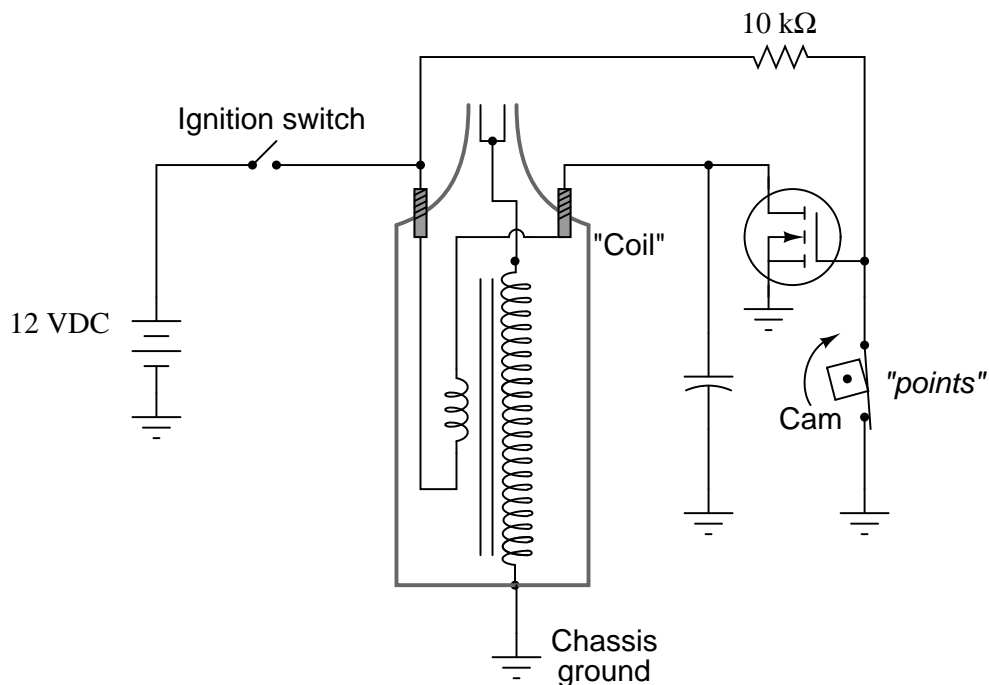 10 kΩ
Ignition switch
"Coil"
12 VDC
"points"
Cam
Chassis
ground